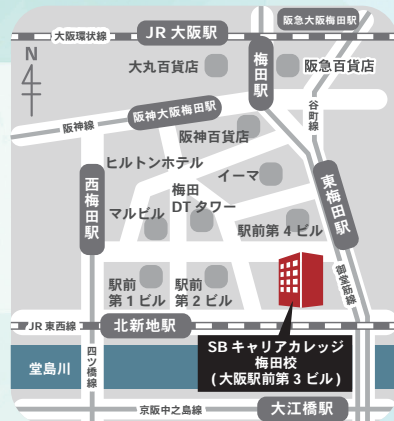 阪急大阪梅田駅
大阪環状線
JR 大阪駅
N
大丸百貨店
梅田駅
阪急百貨店
谷町線
阪神線
阪神大阪梅田駅
阪神百貨店
ヒルトンホテル
イーマ
西梅田駅
梅田
DT タワー
マルビル
東梅田駅
駅前第 4 ビル
駅前
第 1 ビル
駅前
第 2 ビル
御堂筋線
JR 東西線
北新地駅
SB キャリアカレッジ
梅田校
( 大阪駅前第 3 ビル )
四ツ橋線
堂島川
京阪中之島線
大江橋駅